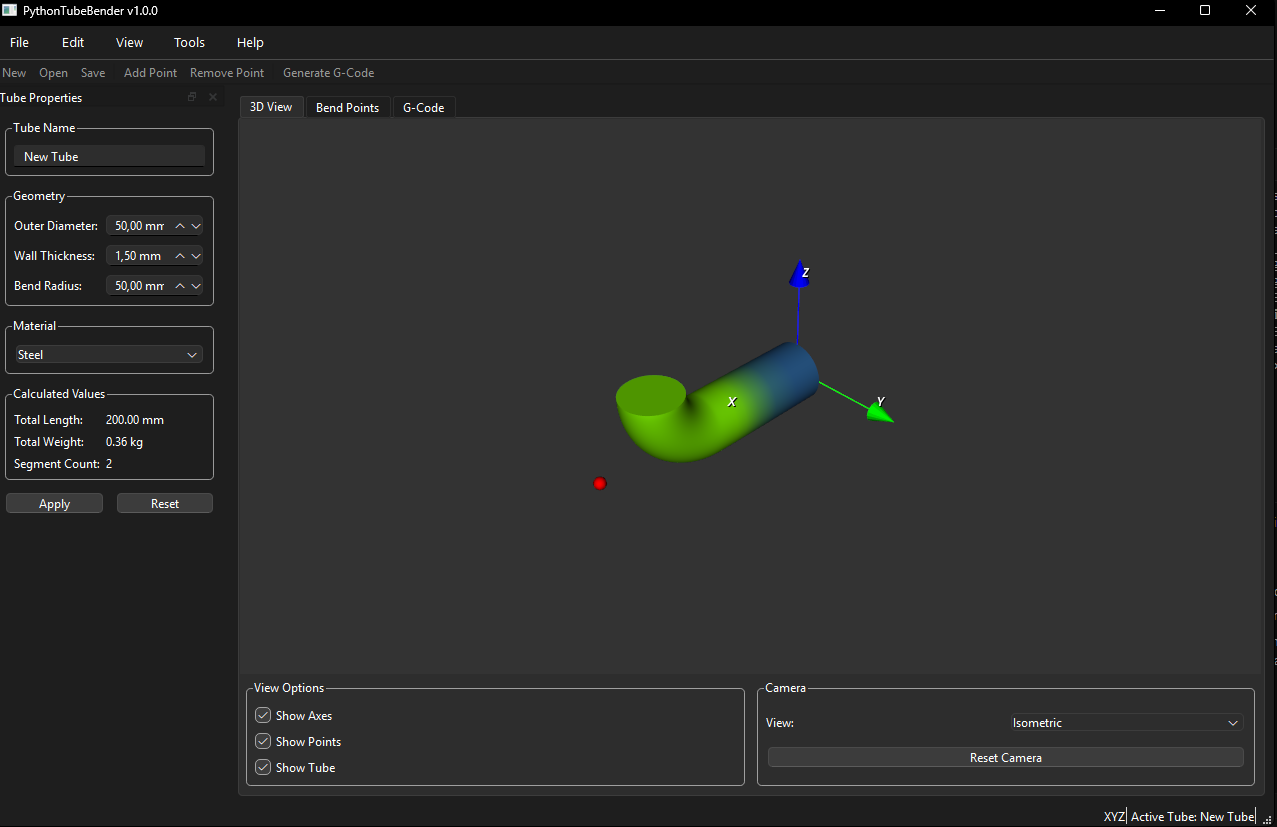 PythonTubeBender v1.0.0
File Edit View Tools Help
New Open Save Add Point Remove Point Generate G-Code
Tube Properties
3D View Bend Points G-Code
Tube Name
New Tube
Geometry
Outer Diameter: 50,00 mm
Wall Thickness: 1,50 mm
Bend Radius: 50,00 mm
Material
Steel
Calculated Values
Total Length: 200.00 mm
Total Weight: 0.36 kg
Segment Count: 2
Apply Reset
Z
Y
X
View Options
Show Axes
Show Points
Show Tube
Camera
View: Isometric
Reset Camera
XYZ Active Tube: New Tube